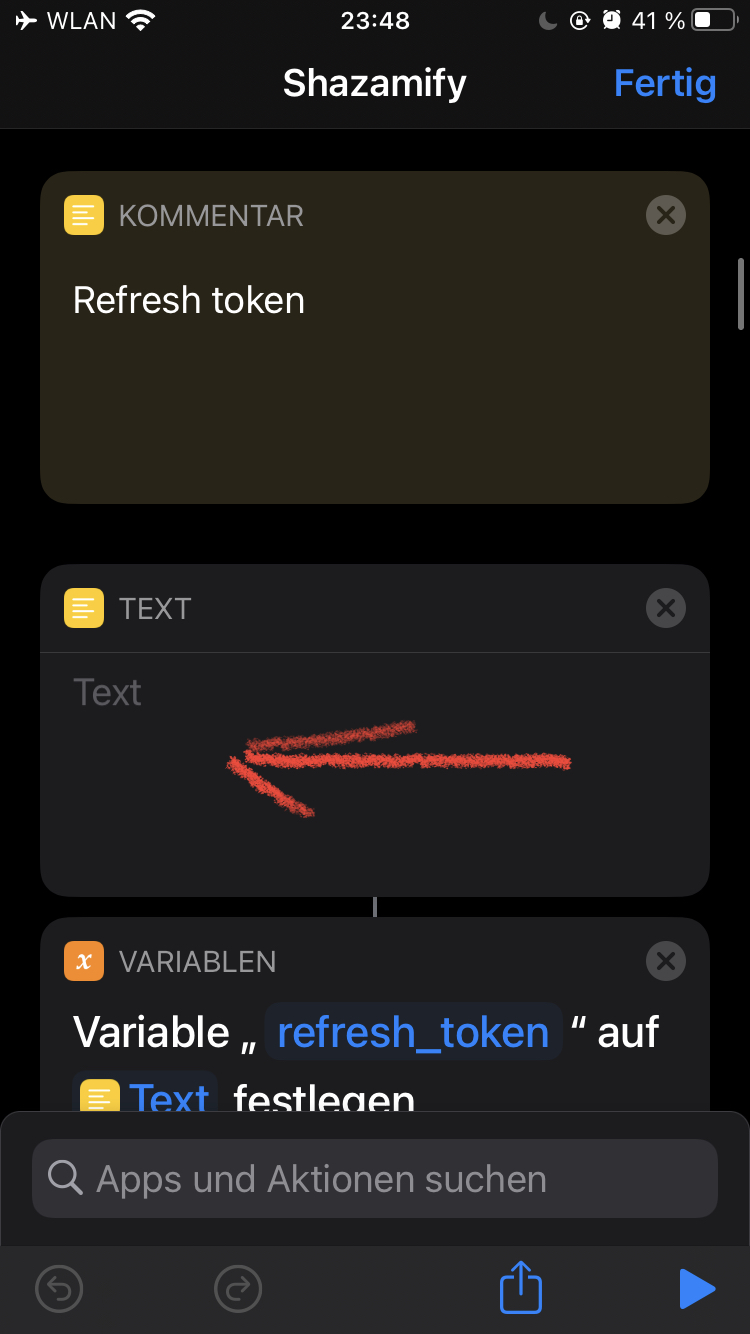 WLAN 23:48 41 %
Shazamify Fertig
KOMMENTAR
Refresh token
TEXT
Text
x VARIABLEN
Variable „ refresh_token “ auf
Text festlegen
Apps und Aktionen suchen